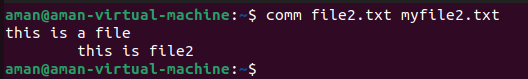 aman@aman-virtual-machine:~$ comm file2.txt myfile2.txt
this is a file
        this is file2
aman@aman-virtual-machine:~$